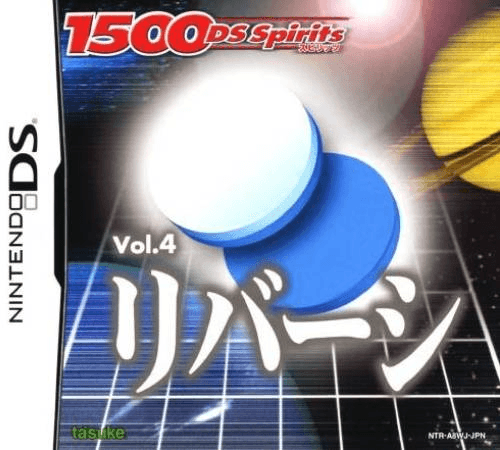 1500 DS Spirits
スピリッツ
NINTENDO DS
Vol.4
リバーシ
tasuke
NTR-A8WJ-JPN